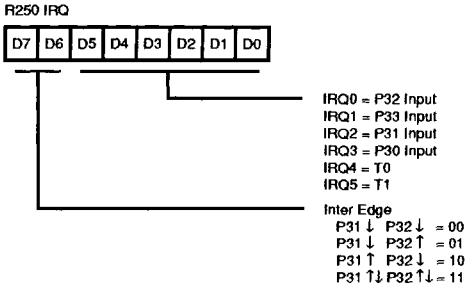 R250 IRQ
D7 D6 D5 D4 D3 D2 D1 D0
IRQ0 = P32 Input
IRQ1 = P33 Input
IRQ2 = P31 Input
IRQ3 = P30 Input
IRQ4 = T0
IRQ5 = T1
Inter Edge
P31 ↓ P32 ↓ = 00
P31 ↓ P32 ↑ = 01
P31 ↑ P32 ↓ = 10
P31 ↑↓ P32 ↑↓ = 11